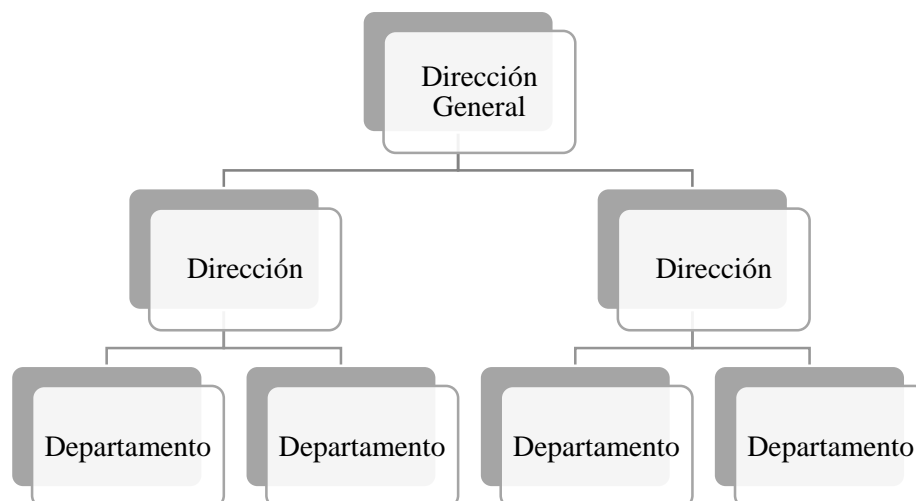 Dirección
General
Dirección
Dirección
Departamento
Departamento
Departamento
Departamento